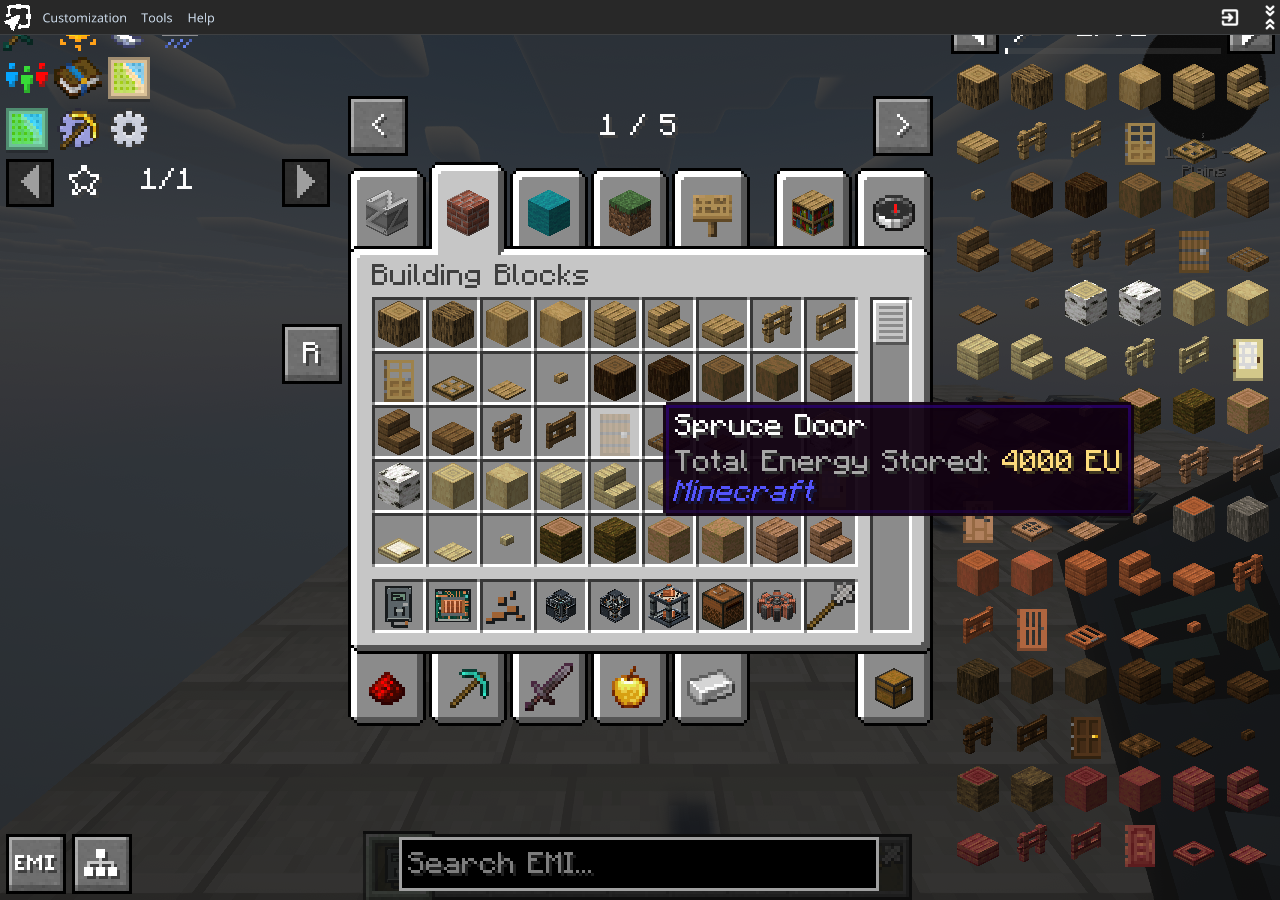 Customization Tools Help
1/1
1 / 5
Plains
Building Blocks
R
Spruce Door
Total Energy Stored: 4000 EU
Minecraft
EMI
Search EMI...